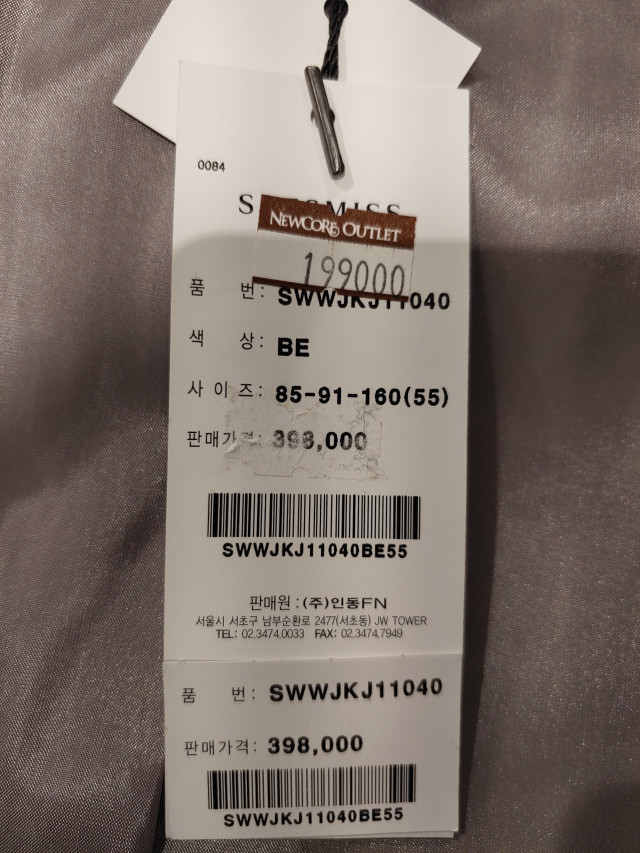 0084
NEWCORE OUTLET
199000
품 번: SWWJKJ11040
색 상: BE
사 이 즈: 85-91-160(55)
판매가격: 398,000
SWWJKJ11040BE55
판매원 : (주)인동FN
서울시 서초구 남부순환로 2477(서초동) JW TOWER
TEL: 02.3474.0033 FAX: 02.3474.7949
품 번: SWWJKJ11040
판매가격: 398,000
SWWJKJ11040BE55